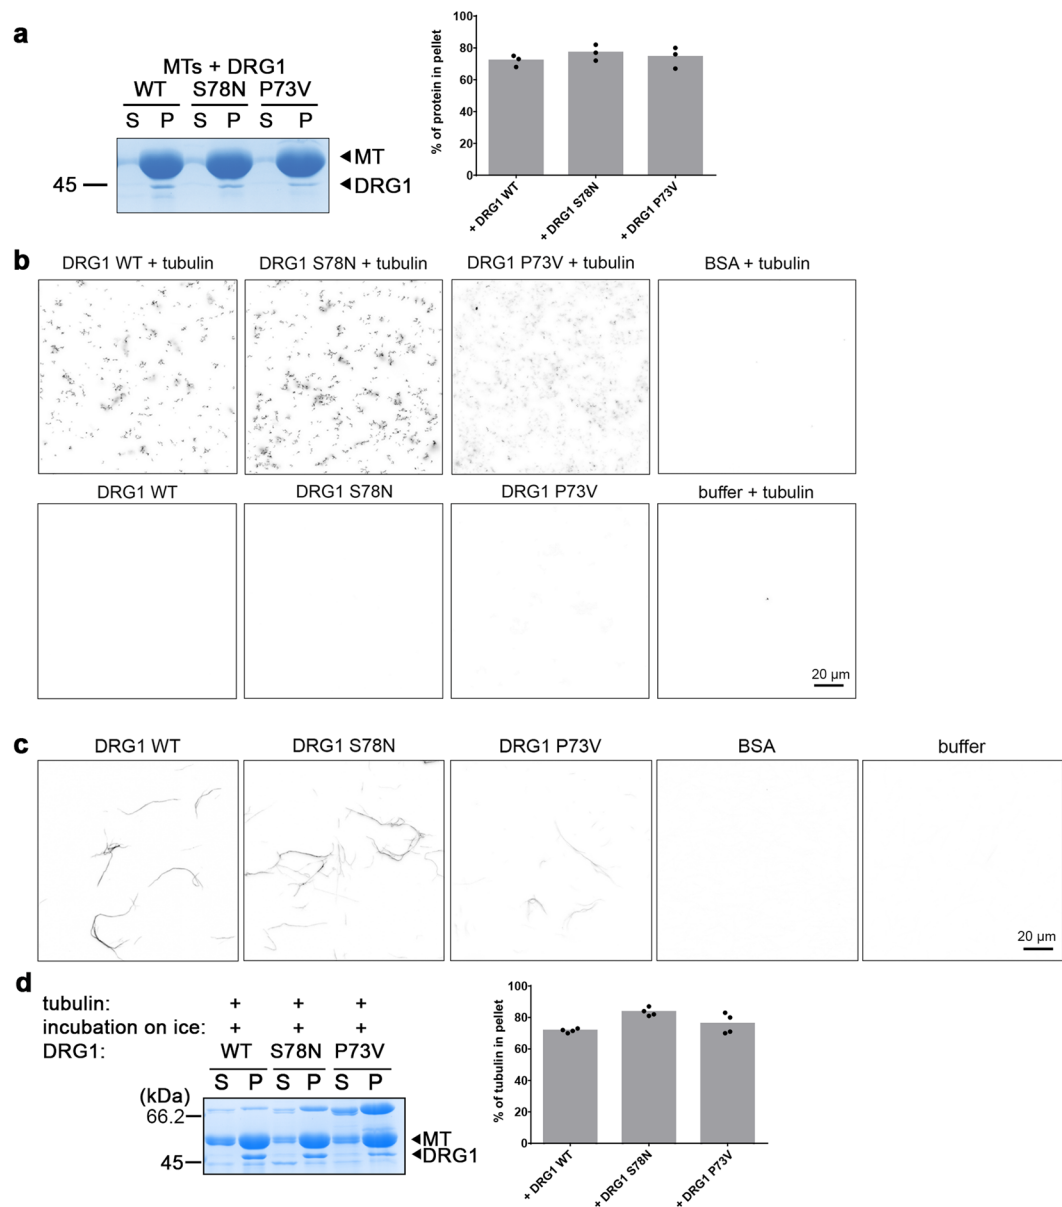 a
MTs + DRG1
WT S78N P73V
S P S P S P
MT
45
DRG1
% of protein in pellet
100
80
60
40
20
0
+ DRG1 WT
+ DRG1 S78N
+ DRG1 P73V
b
DRG1 WT + tubulin
DRG1 S78N + tubulin
DRG1 P73V + tubulin
BSA + tubulin
DRG1 WT
DRG1 S78N
DRG1 P73V
buffer + tubulin
20 µm
c
DRG1 WT
DRG1 S78N
DRG1 P73V
BSA
buffer
20 µm
d
tubulin: + + +
incubation on ice: + + +
DRG1: WT S78N P73V
S P S P S P
(kDa)
66.2
MT
DRG1
45
% of tubulin in pellet
100
80
60
40
20
0
+ DRG1 WT
+ DRG1 S78N
+ DRG1 P73V